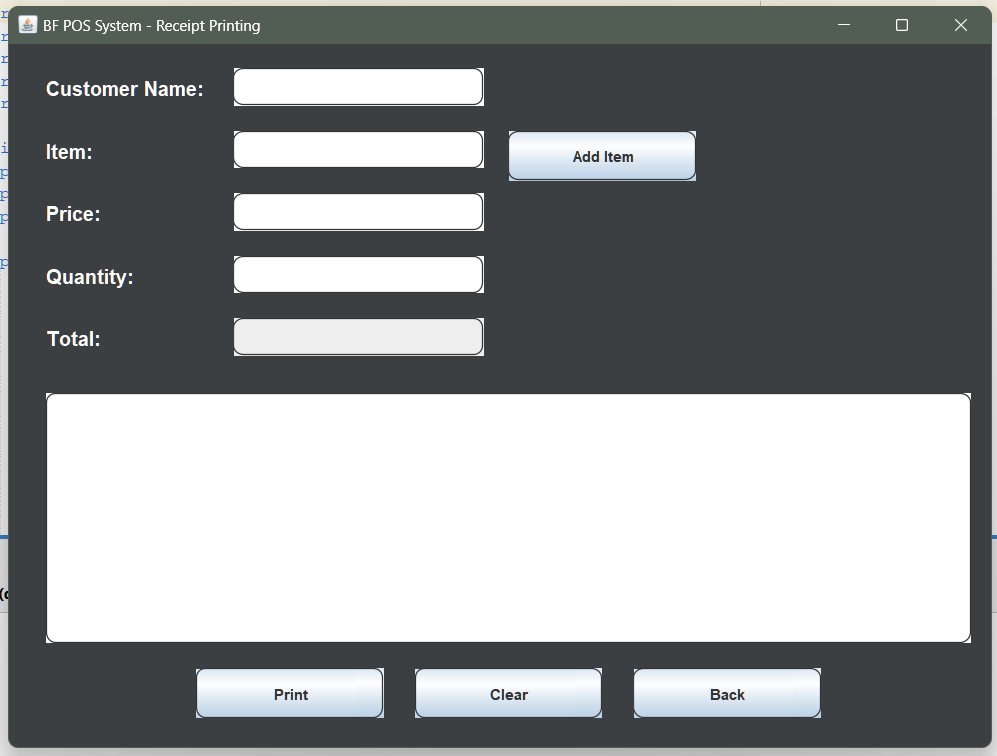 BF POS System - Receipt Printing
Customer Name:
Item:
Add Item
Price:
Quantity:
Total:
Print
Clear
Back